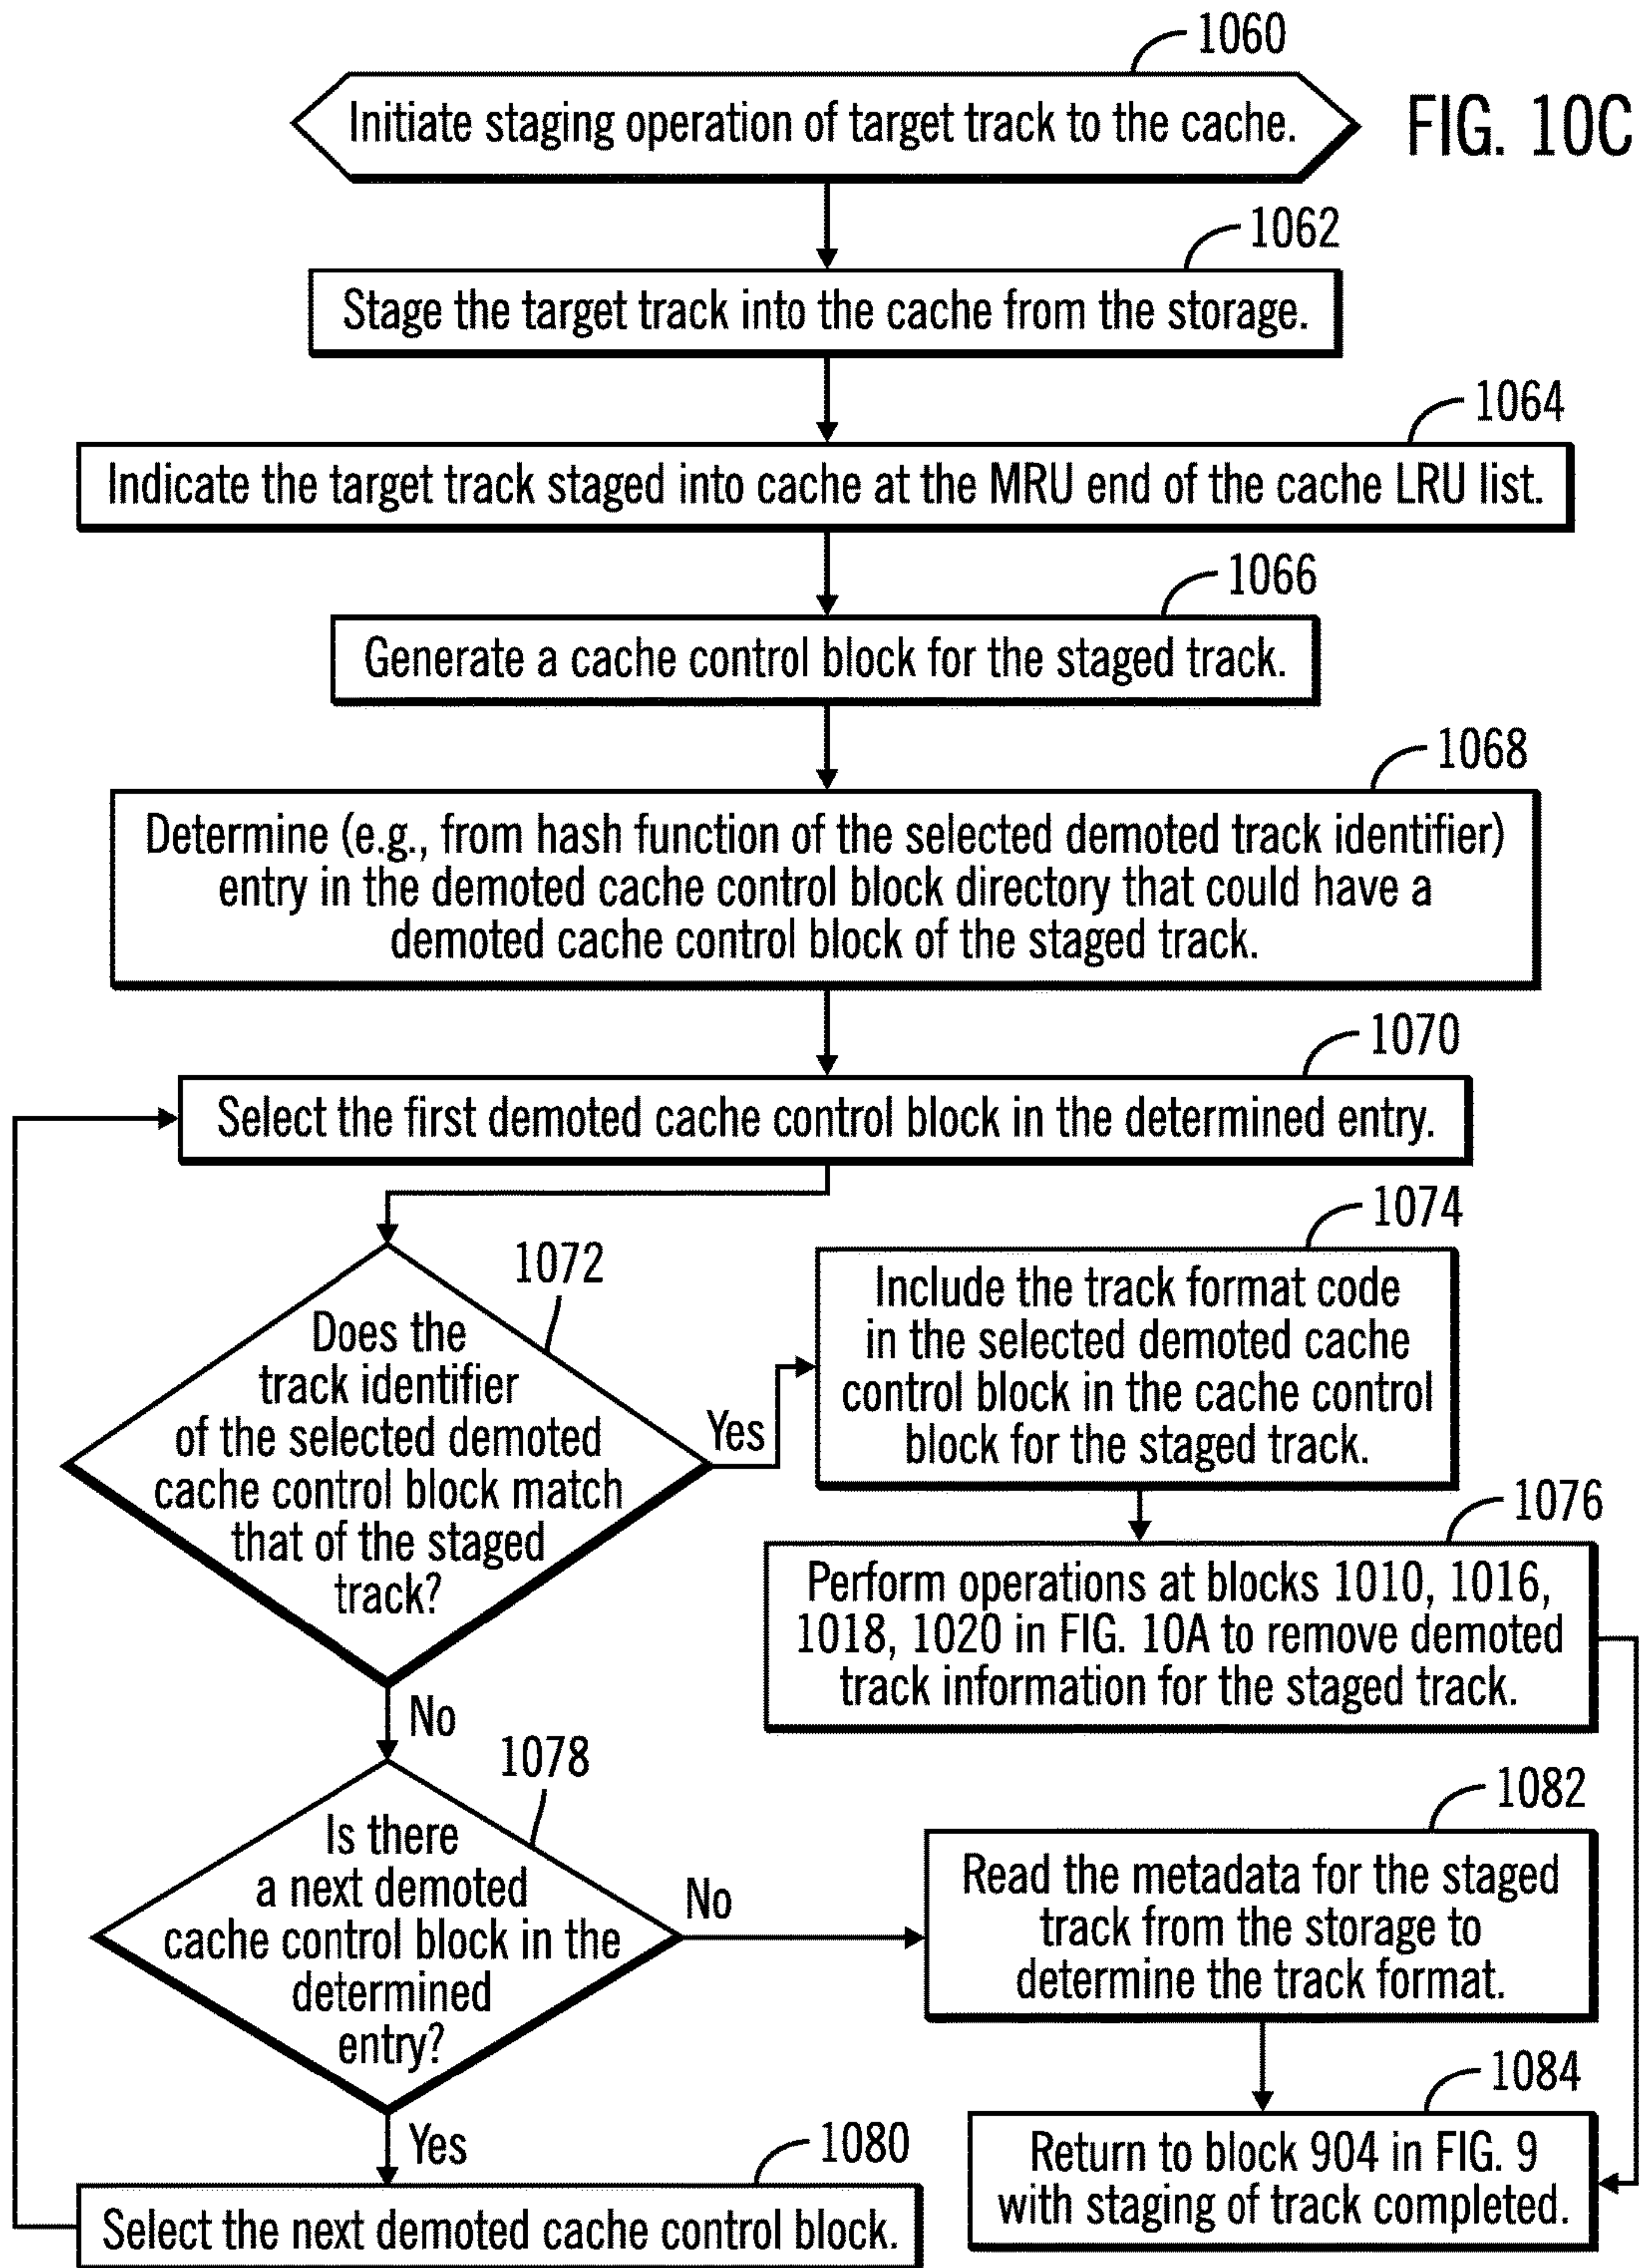 1060
Initiate staging operation of target track to the cache.
FIG. 10C
1062
Stage the target track into the cache from the storage.
1064
Indicate the target track staged into cache at the MRU end of the cache LRU list.
1066
Generate a cache control block for the staged track.
1068
Determine (e.g., from hash function of the selected demoted track identifier)
entry in the demoted cache control block directory that could have a
demoted cache control block of the staged track.
1070
Select the first demoted cache control block in the determined entry.
1072
Does the
track identifier
of the selected demoted
cache control block match
that of the staged
track?
Yes
1074
Include the track format code
in the selected demoted cache
control block in the cache control
block for the staged track.
1076
Perform operations at blocks 1010, 1016,
1018, 1020 in FIG. 10A to remove demoted
track information for the staged track.
No
1078
Is there
a next demoted
cache control block in the
determined
entry?
No
1082
Read the metadata for the staged
track from the storage to
determine the track format.
1084
Return to block 904 in FIG. 9
with staging of track completed.
Yes
1080
Select the next demoted cache control block.